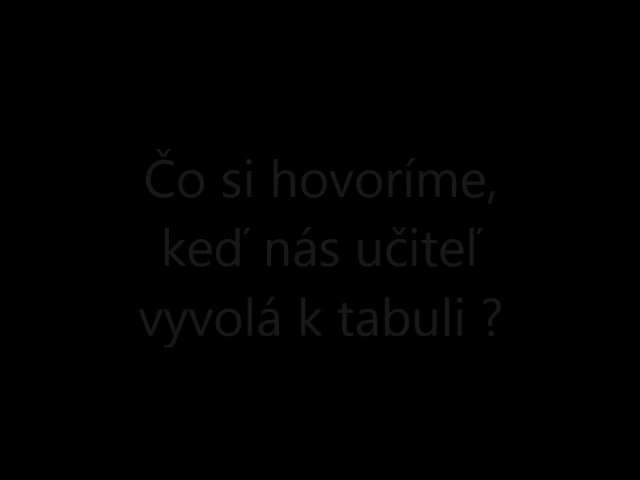 Čo si hovoríme,
keď nás učiteľ
vyvolá k tabuli ?